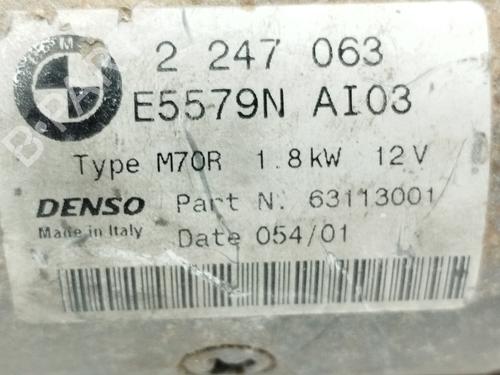 2 247 063
E5579N AI03
Type M70R 1.8kW 12V
DENSO Part N. 63113001
Made in Italy Date 054/01